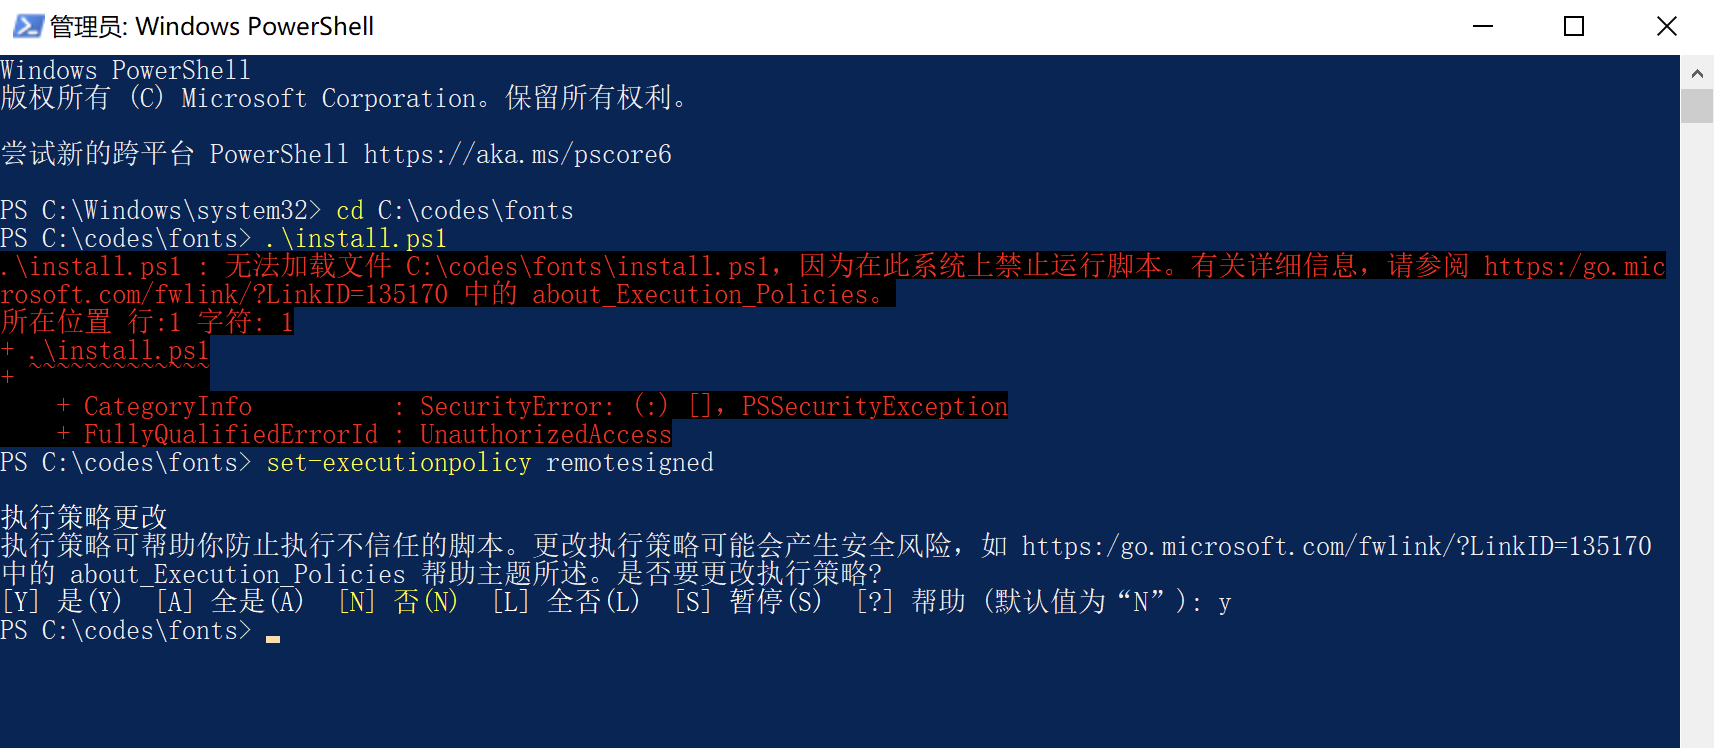 管理员: Windows PowerShell
Windows PowerShell
版权所有 (C) Microsoft Corporation。保留所有权利。
尝试新的跨平台 PowerShell https://aka.ms/pscore6
PS C:\Windows\system32> cd C:\codes\fonts
PS C:\codes\fonts> .\install.ps1
.\install.ps1 : 无法加载文件 C:\codes\fonts\install.ps1，因为在此系统上禁止运行脚本。有关详细信息，请参阅 https:/go.mic
rosoft.com/fwlink/?LinkID=135170 中的 about_Execution_Policies。
所在位置 行:1 字符: 1
+ .\install.ps1
+ ~~~~~~~~~~~~~
+ CategoryInfo          : SecurityError: (:) []，PSSecurityException
+ FullyQualifiedErrorId : UnauthorizedAccess
PS C:\codes\fonts> set-executionpolicy remotesigned
执行策略更改
执行策略可帮助你防止执行不信任的脚本。更改执行策略可能会产生安全风险，如 https:/go.microsoft.com/fwlink/?LinkID=135170
中的 about_Execution_Policies 帮助主题所述。是否要更改执行策略?
[Y] 是(Y)  [A] 全是(A)  [N] 否(N)  [L] 全否(L)  [S] 暂停(S)  [?] 帮助 (默认值为“N”): y
PS C:\codes\fonts>